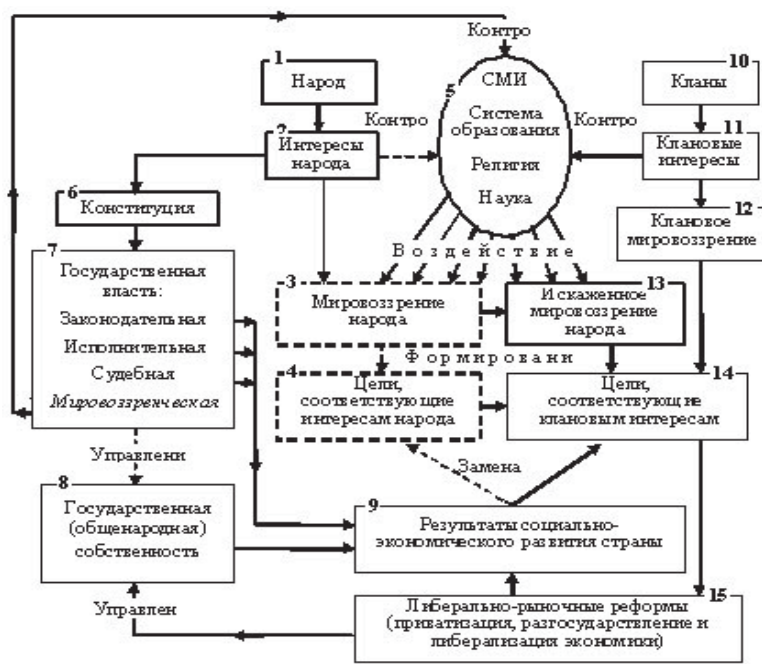 Контро
1
Народ
10
Кланы
5
СМИ
Система
образования
Религия
Наука
Контро
Контро
2
Интересы
народа
11
Клановые
интересы
6
Конституция
12
Клановое
мировоззрение
Воздействие
7
Государственная
власть:
Законодательная
Исполнительная
Судебная
Мировоззренческая
3
Мировоззрение
народа
13
Искаженное
мировоззрение
народа
Формировани
4
Цели,
соответствующие
интересам народа
14
Цели,
соответствующие
клановым интересам
Управлени
Замена
8
Государственная
(общенародная)
собственность
9
Результаты социально-
экономического развития страны
Управлен
15
Либерально-рыночные реформы
(приватизация, разгосударствление и
либерализация экономики)